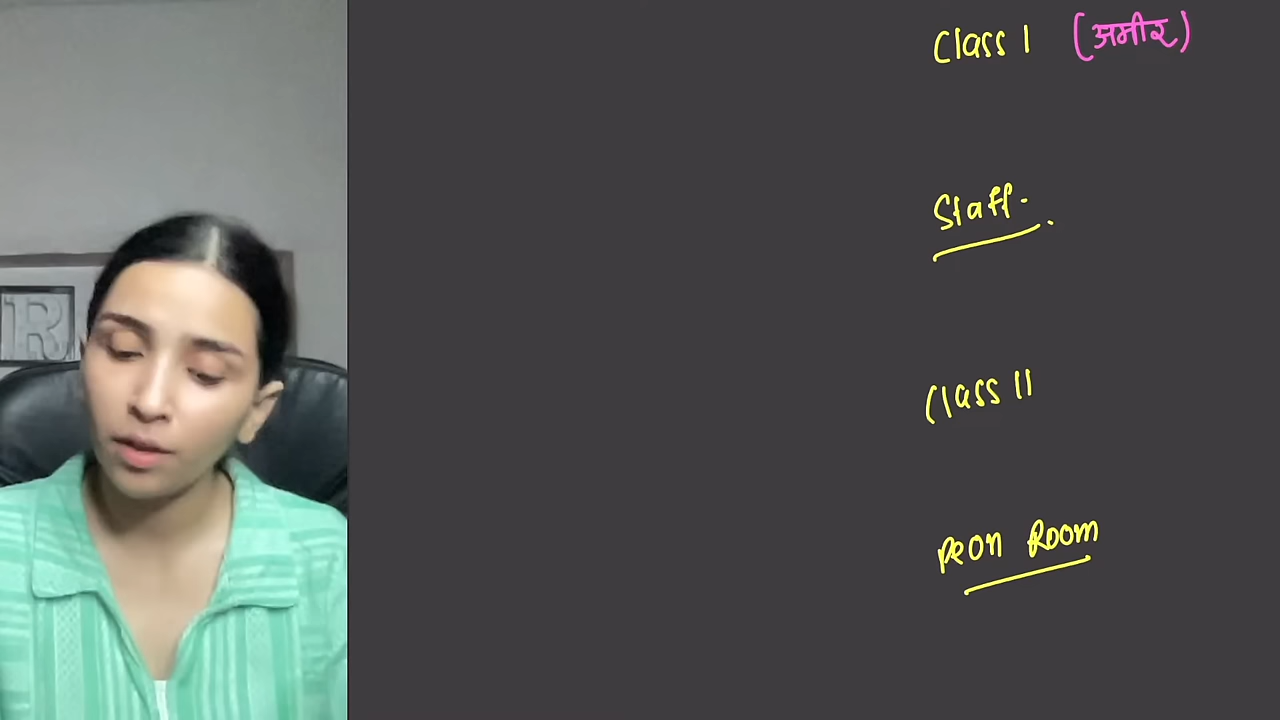 R
Class I (अमीर)
Staff.
Class II
Peon Room